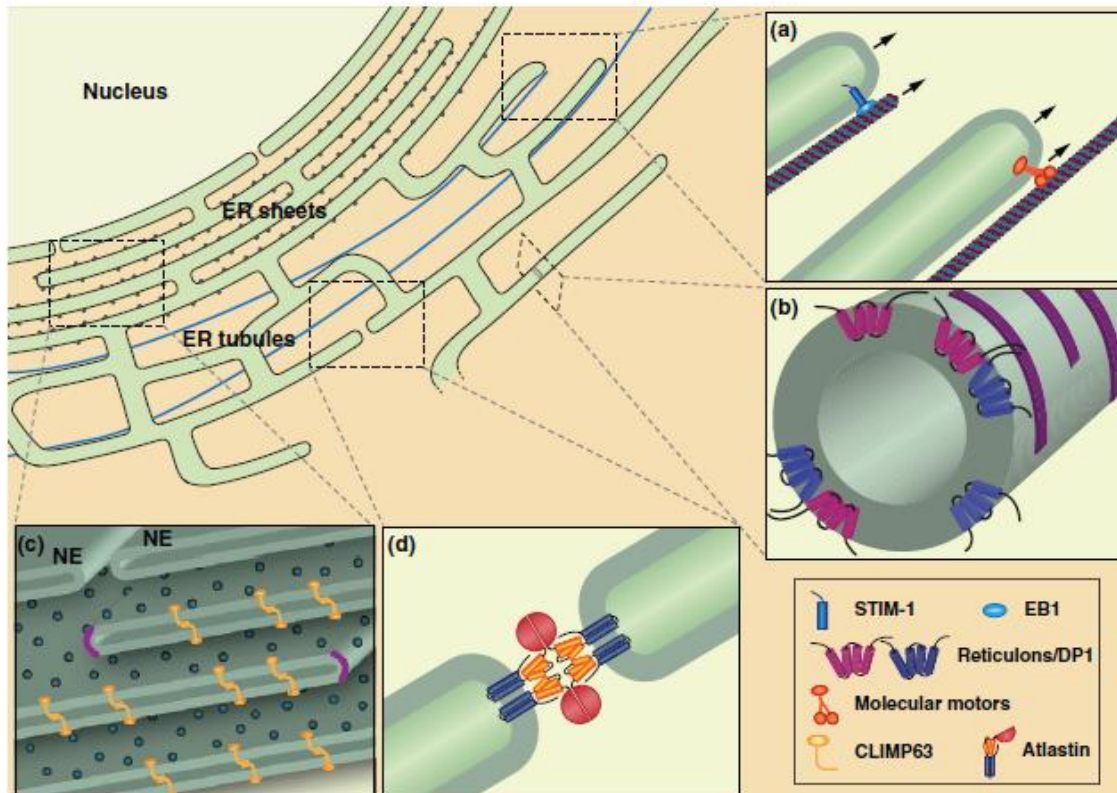 Nucleus
ER sheets
ER tubules
(a)
(b)
(c)
NE
NE
(d)
STIM-1
EB1
Reticulons/DP1
Molecular motors
CLIMP63
Atlastin